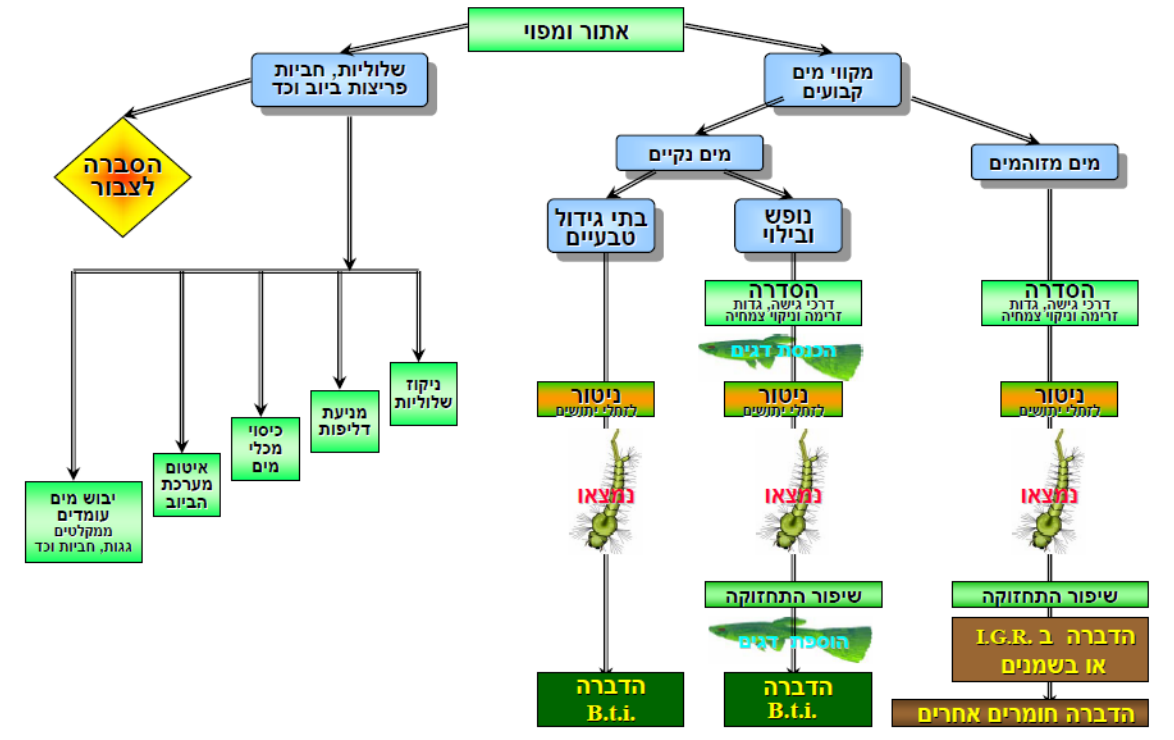 אתור ומפוי
שלוליות, חביות
פריצות ביוב וכד
מקווי מים
קבועים
הסברה
לצבור
מים נקיים
מים מזוהמים
בתי גידול
טבעיים
נופש
ובילוי
הסדרה
דרכי גישה, גדות
זרימה וניקוי צמחיה
הסדרה
דרכי גישה, גדות
זרימה וניקוי צמחיה
הכנסת דגים
ניקוז
שלוליות
מניעת
דליפות
כיסוי
מכלי
מים
איטום
מערכת
הביוב
יבוש מים
עומדים
ממקלטים
גגות, חביות וכד
ניטור
לזחלי יתושים
ניטור
לזחלי יתושים
ניטור
לזחלי יתושים
נמצאו
נמצאו
נמצאו
שיפור התחזוקה
שיפור התחזוקה
הוספת דגים
הדברה ב I.G.R.
או בשמנים
הדברה
B.t.i.
הדברה
B.t.i.
הדברה חומרים אחרים